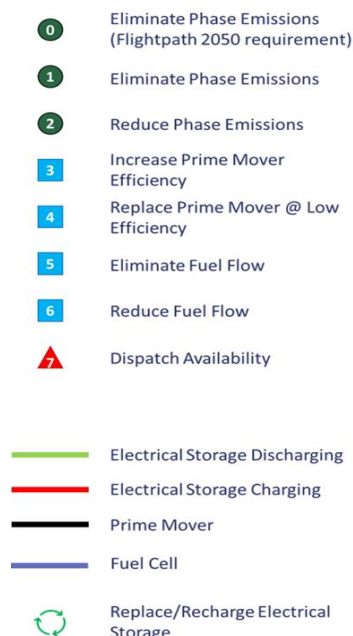 0 Eliminate Phase Emissions
(Flightpath 2050 requirement)
1 Eliminate Phase Emissions
2 Reduce Phase Emissions
3 Increase Prime Mover
Efficiency
4 Replace Prime Mover @ Low
Efficiency
5 Eliminate Fuel Flow
6 Reduce Fuel Flow
7 Dispatch Availability
Electrical Storage Discharging
Electrical Storage Charging
Prime Mover
Fuel Cell
Replace/Recharge Electrical
Storage